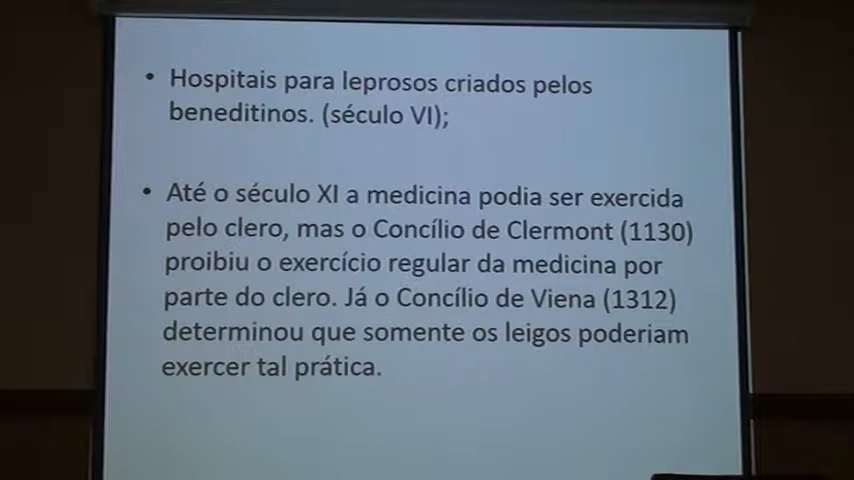 • Hospitais para leprosos criados pelos
beneditinos. (século VI);
• Até o século XI a medicina podia ser exercida
pelo clero, mas o Concílio de Clermont (1130)
proibiu o exercício regular da medicina por
parte do clero. Já o Concílio de Viena (1312)
determinou que somente os leigos poderiam
exercer tal prática.